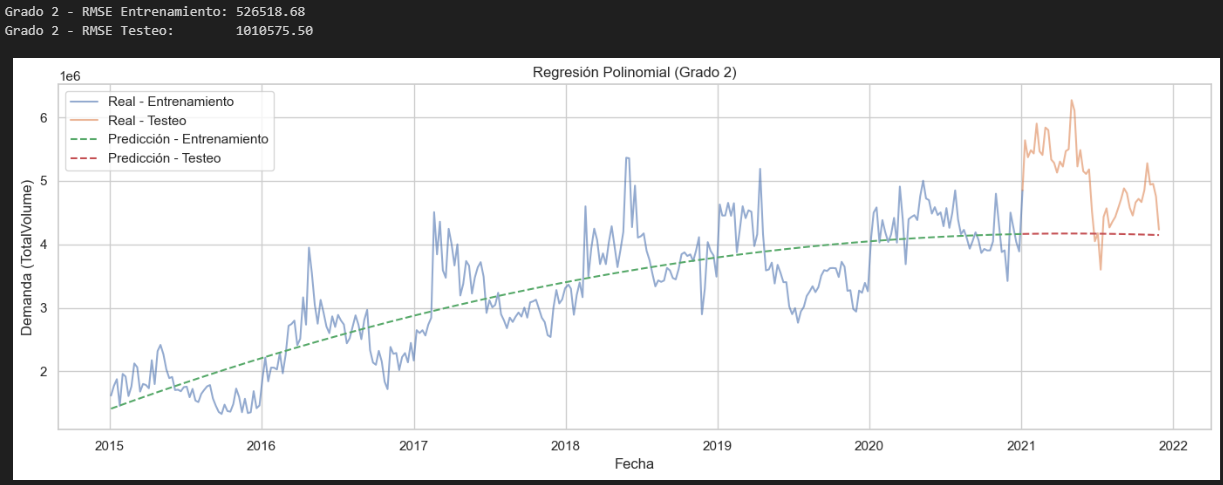 Grado 2 - RMSE Entrenamiento: 526518.68
Grado 2 - RMSE Testeo: 1010575.50
Regresión Polinomial (Grado 2)
1e6
Real - Entrenamiento
Real - Testeo
Predicción - Entrenamiento
Predicción - Testeo
Demanda (TotalVolume)
6
5
4
3
2
2015 2016 2017 2018 2019 2020 2021 2022
Fecha